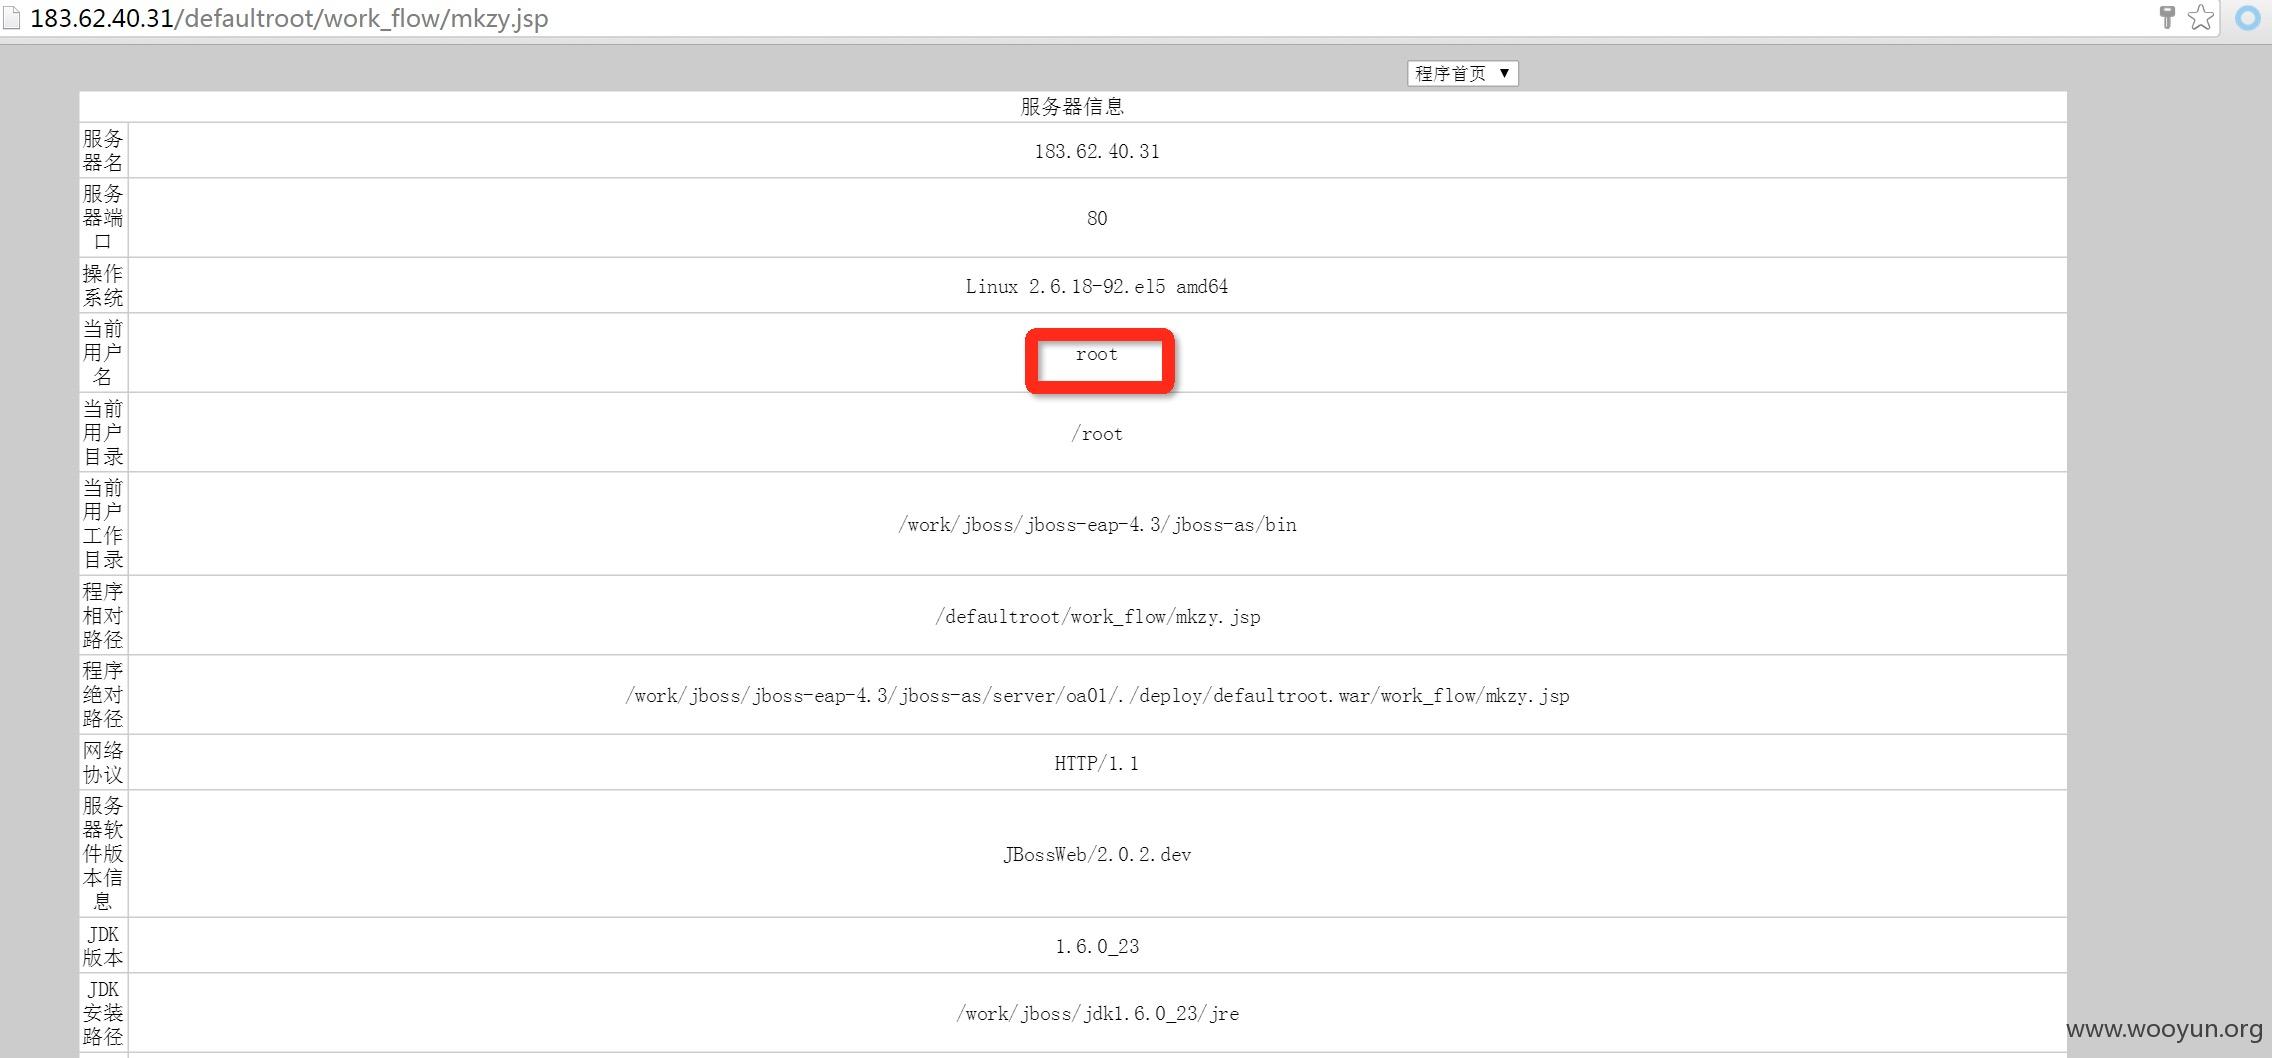 183.62.40.31/defaultroot/work_flow/mkzy.jsp
程序首页 ▼
服务器信息
服务
器名
183.62.40.31
服务
器端
口
80
操作
系统
Linux 2.6.18-92.el5 amd64
当前
用户
名
root
当前
用户
目录
/root
当前
用户
工作
目录
/work/jboss/jboss-eap-4.3/jboss-as/bin
程序
相对
路径
/defaultroot/work_flow/mkzy.jsp
程序
绝对
路径
/work/jboss/jboss-eap-4.3/jboss-as/server/oa01/./deploy/defaultroot.war/work_flow/mkzy.jsp
网络
协议
HTTP/1.1
服务
器软
件版
本信
息
JBossWeb/2.0.2.dev
JDK
版本
1.6.0_23
JDK
安装
路径
/work/jboss/jdk1.6.0_23/jre
www.wooyun.org